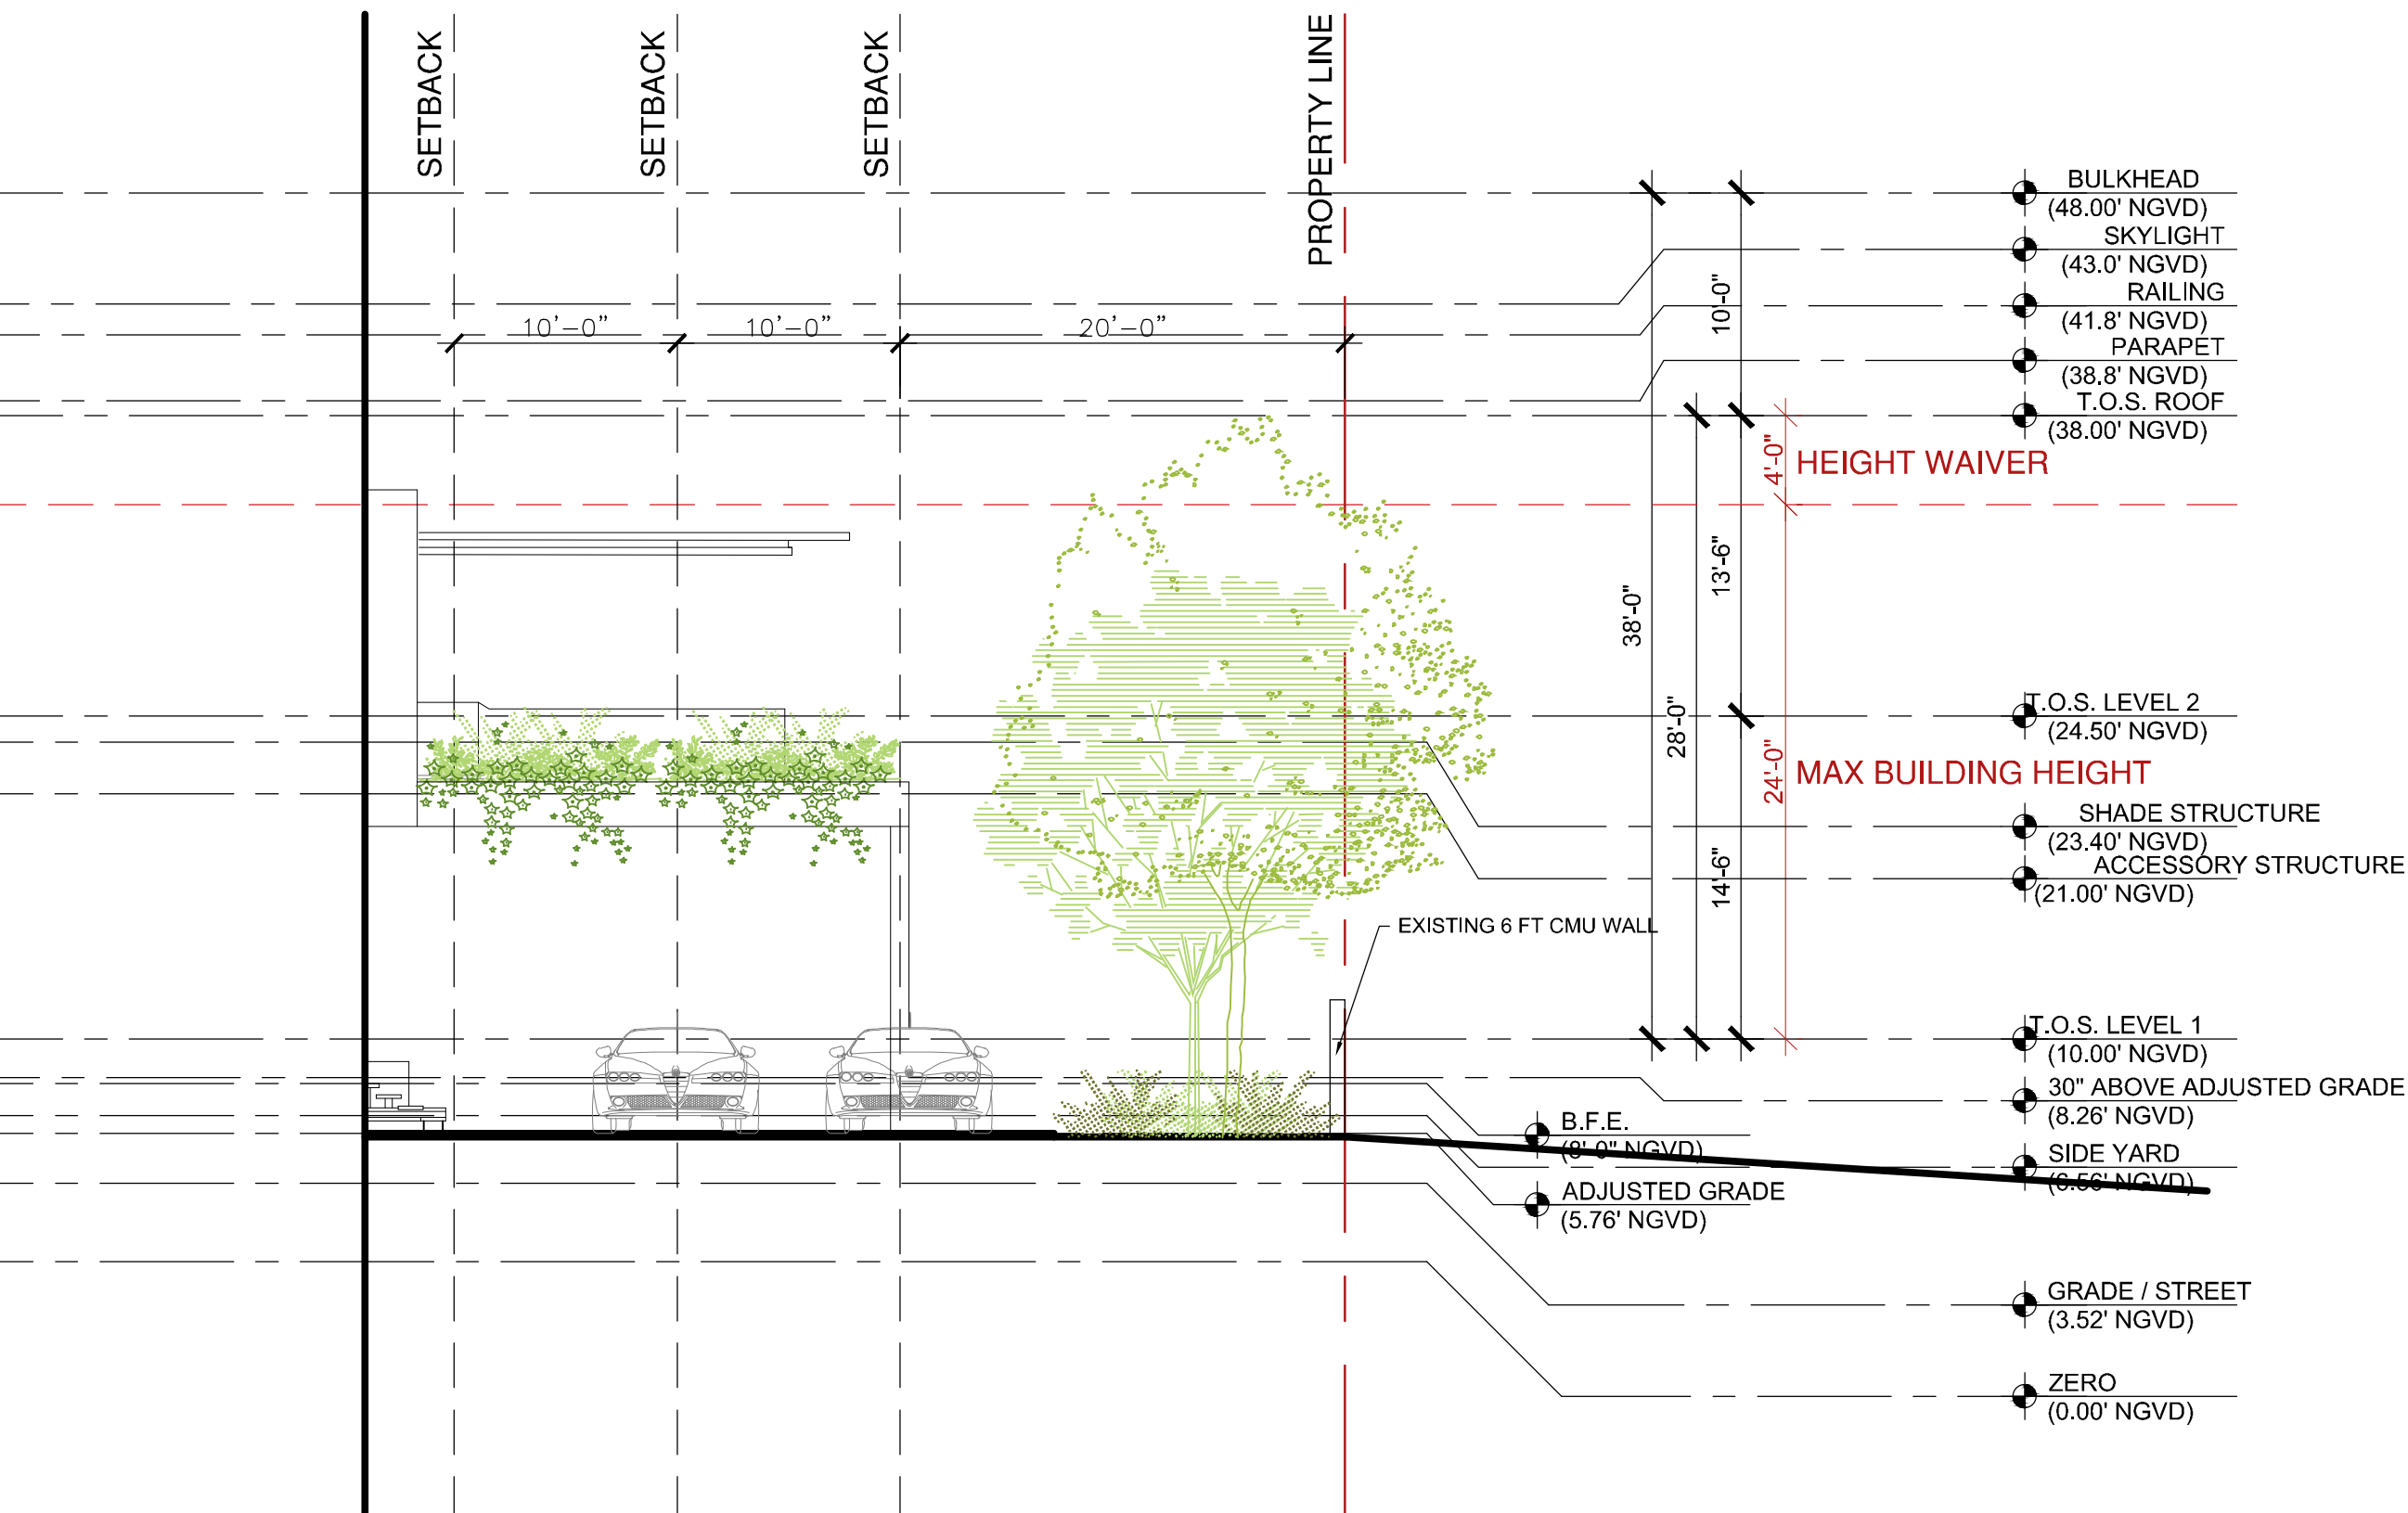 SETBACK
SETBACK
SETBACK
PROPERTY LINE
BULKHEAD
(48.00' NGVD)
SKYLIGHT
(43.0' NGVD)
RAILING
(41.8' NGVD)
PARAPET
(38.8' NGVD)
T.O.S. ROOF
(38.00' NGVD)
10'-0"
10'-0"
20'-0"
10'-0"
4'-0"
HEIGHT WAIVER
13'-6"
38'-0"
28'-0"
T.O.S. LEVEL 2
(24.50' NGVD)
24'-0"
MAX BUILDING HEIGHT
SHADE STRUCTURE
(23.40' NGVD)
ACCESSORY STRUCTURE
(21.00' NGVD)
14'-6"
EXISTING 6 FT CMU WALL
T.O.S. LEVEL 1
(10.00' NGVD)
30" ABOVE ADJUSTED GRADE
(8.26' NGVD)
B.F.E.
(8'-0" NGVD)
SIDE YARD
(6.56' NGVD)
ADJUSTED GRADE
(5.76' NGVD)
GRADE / STREET
(3.52' NGVD)
ZERO
(0.00' NGVD)